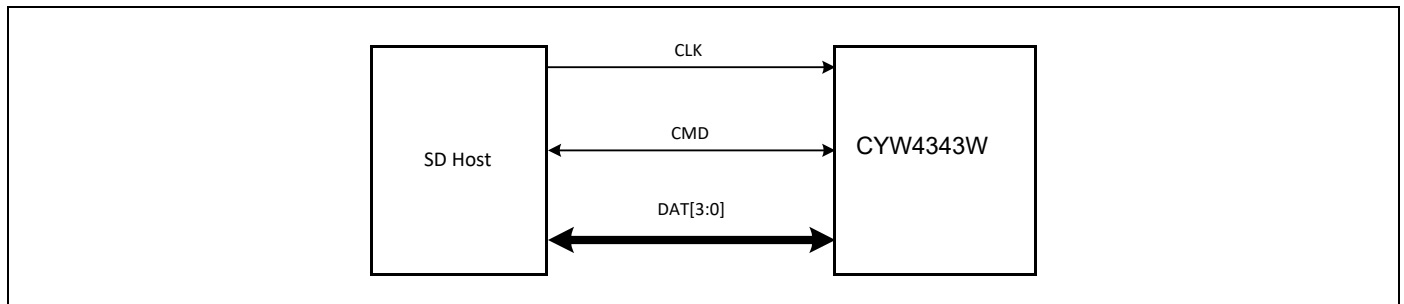 CLK
CMD
SD Host
CYW4343W
DAT[3:0]